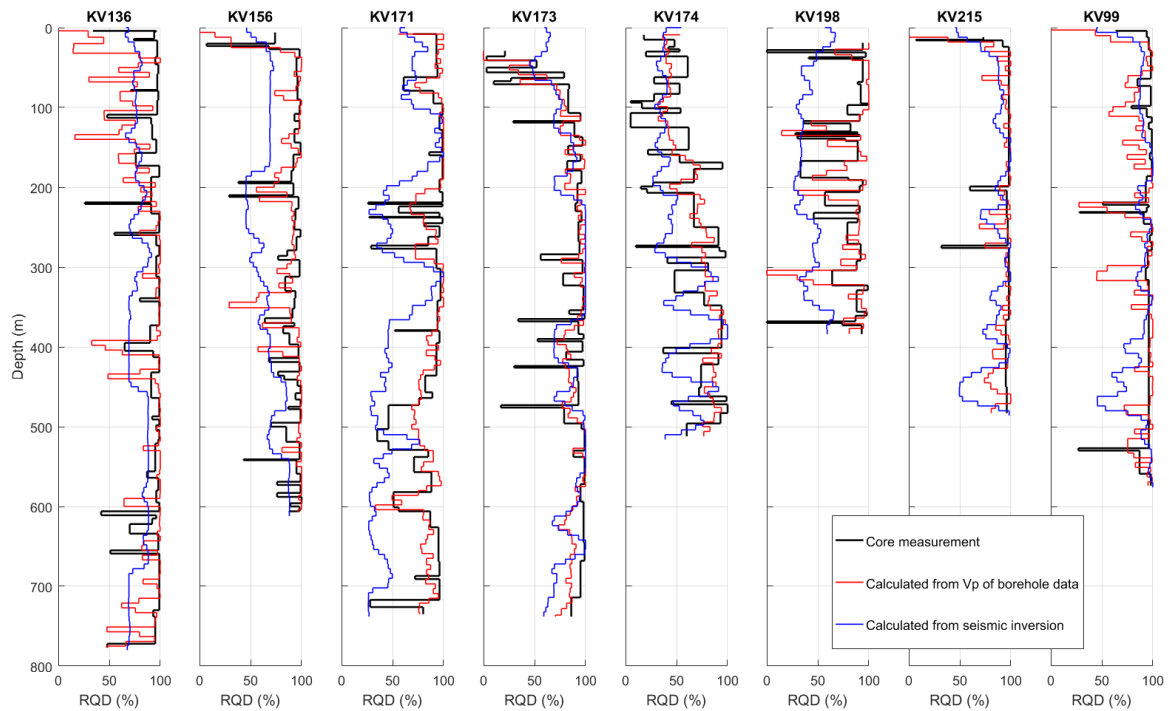 KV136 KV156 KV171 KV173 KV174 KV198 KV215 KV99
0
100
200
300
400
500
600
700
800
Depth (m)
Core measurement
Calculated from Vp of borehole data
Calculated from seismic inversion
0 50 100 0 50 100 0 50 100 0 50 100 0 50 100 0 50 100 0 50 100 0 50 100
RQD (%) RQD (%) RQD (%) RQD (%) RQD (%) RQD (%) RQD (%) RQD (%)